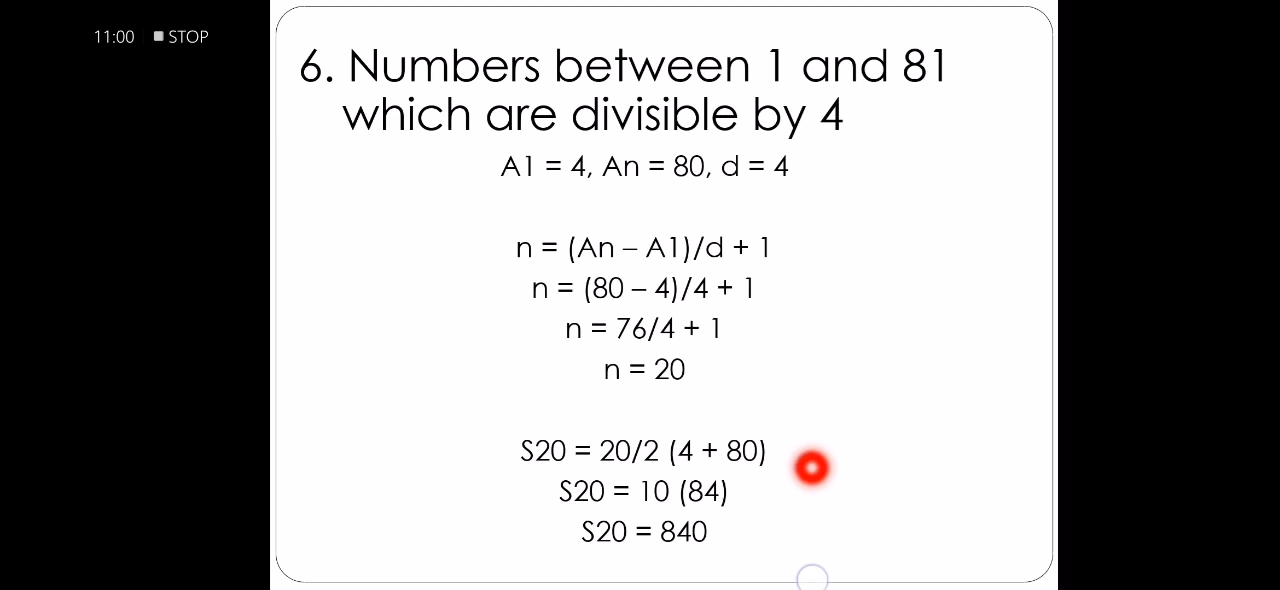 11:00 STOP
6. Numbers between 1 and 81
which are divisible by 4
A1 = 4, An = 80, d = 4
n = (An – A1)/d + 1
n = (80 – 4)/4 + 1
n = 76/4 + 1
n = 20
S20 = 20/2 (4 + 80)
S20 = 10 (84)
S20 = 840